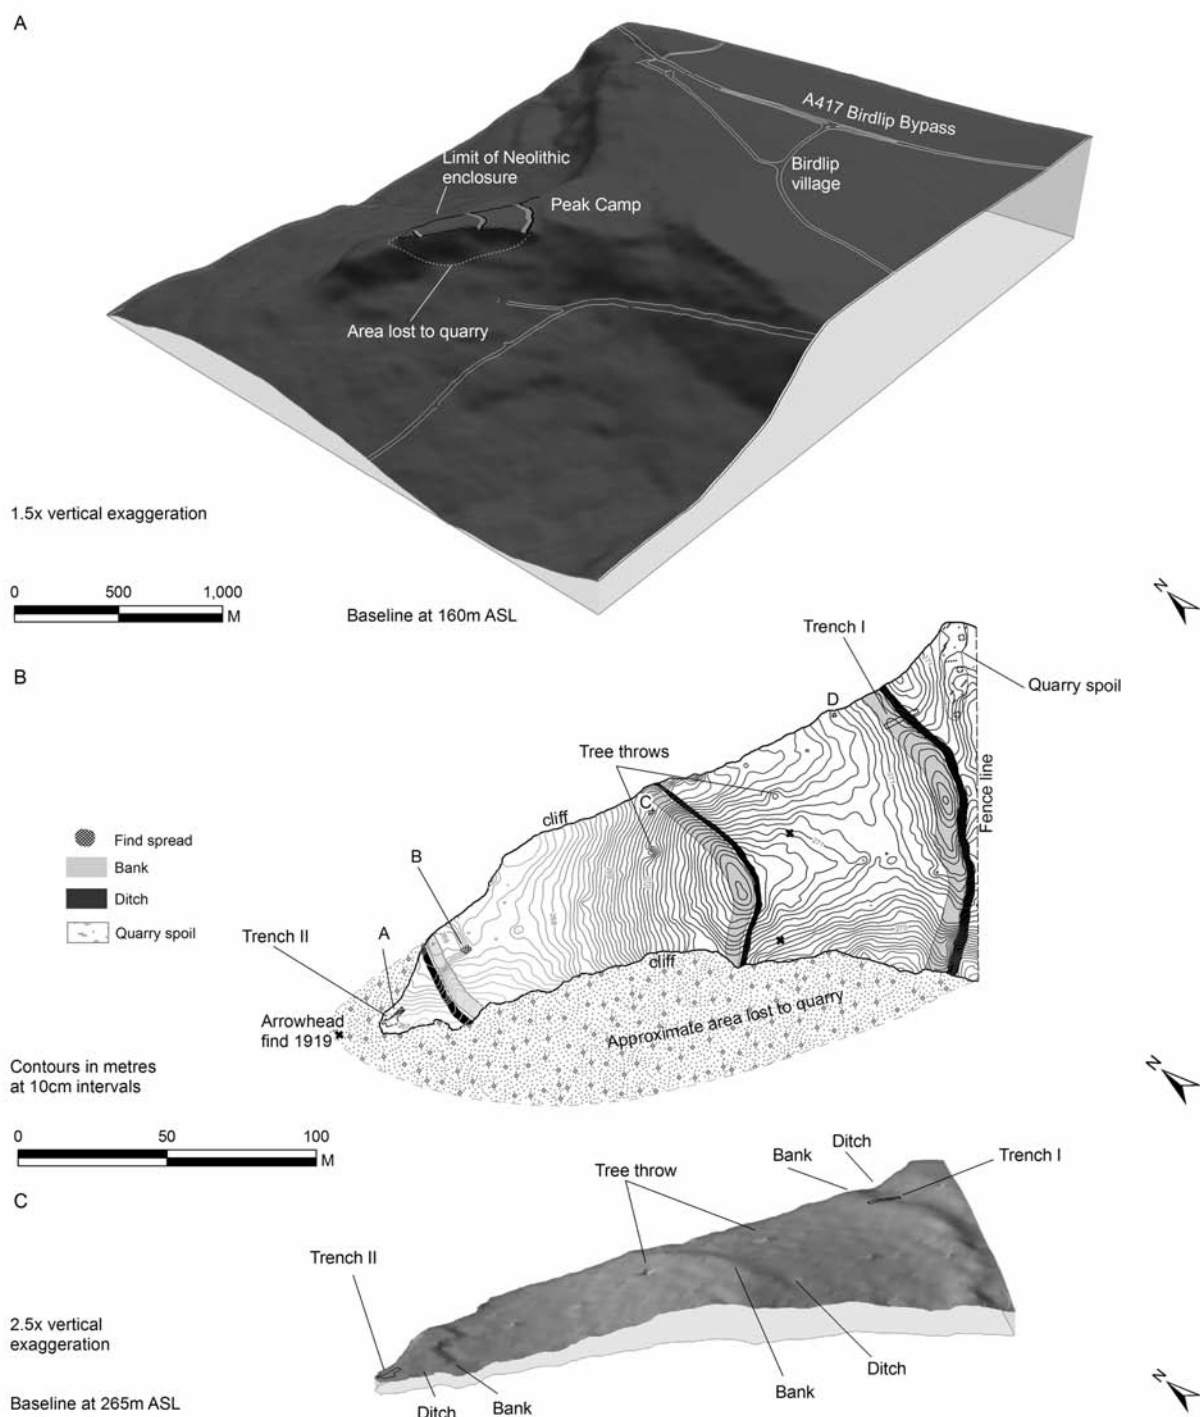 A
A417 Birdlip Bypass
Limit of Neolithic
enclosure
Birdlip
village
Peak Camp
Area lost to quarry
1.5x vertical exaggeration
0 500 1,000
M
Baseline at 160m ASL
N
B
Trench I
Quarry spoil
D
Tree throws
Fence line
C
cliff
Find spread
Bank
Ditch
Quarry spoil
B
A
Trench II
cliff
Arrowhead
find 1919
Approximate area lost to quarry
Contours in metres
at 10cm intervals
N
0 50 100
M
C
Ditch
Bank
Trench I
Tree throw
Trench II
2.5x vertical
exaggeration
Ditch
Bank
Bank
Ditch
N
Baseline at 265m ASL